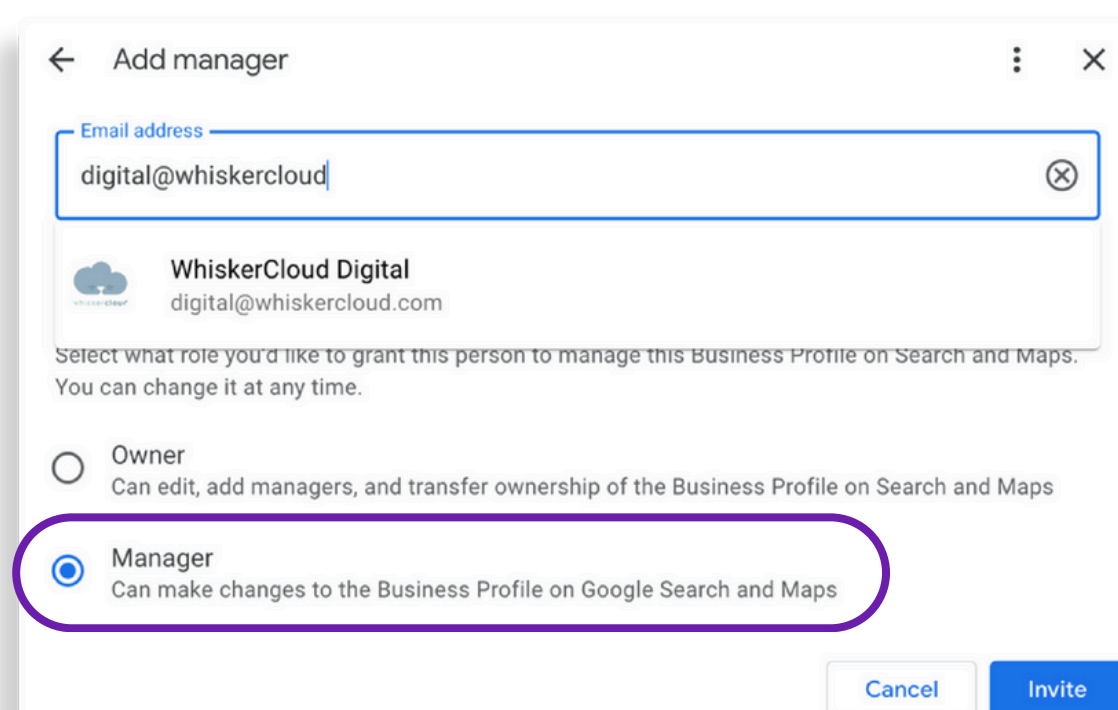 Add manager
Email address
digital@whiskercloud
WhiskerCloud Digital
digital@whiskercloud.com
whiskercloud
Select what role you'd like to grant this person to manage this Business Profile on Search and Maps.
You can change it at any time.
Owner
Can edit, add managers, and transfer ownership of the Business Profile on Search and Maps
Manager
Can make changes to the Business Profile on Google Search and Maps
Cancel
Invite